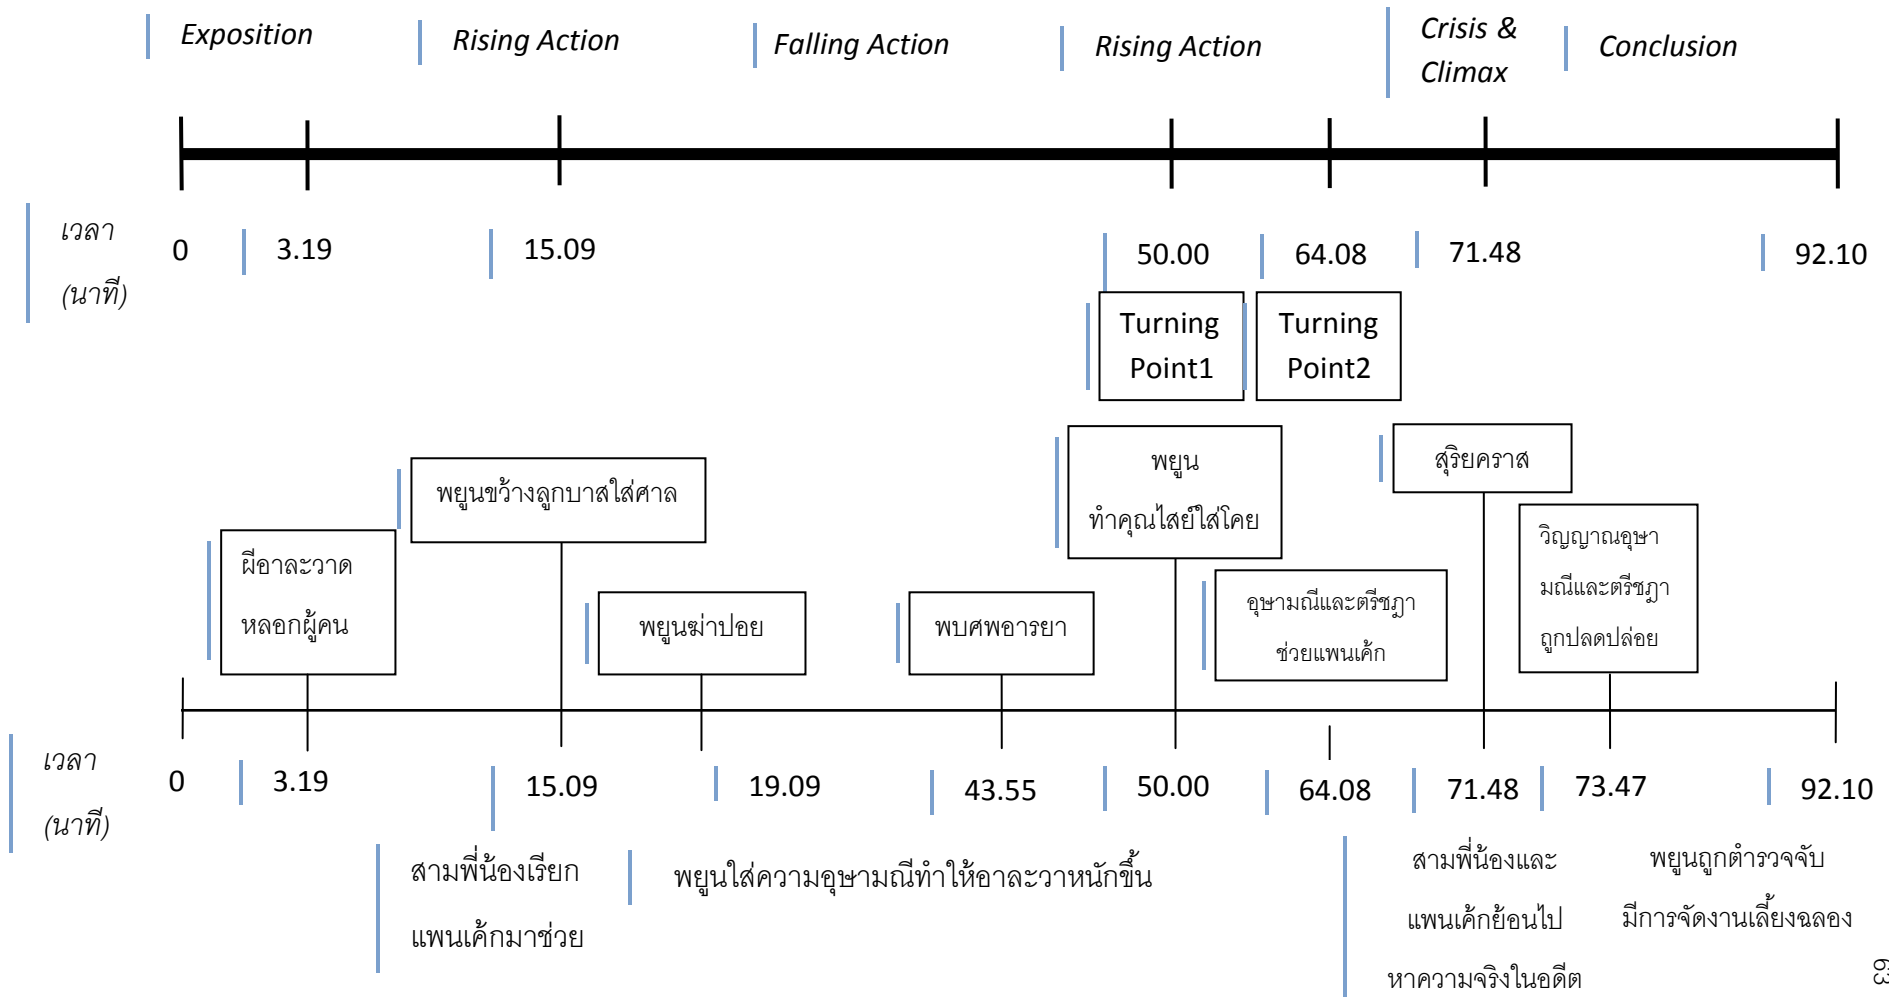 Exposition
Rising Action
Falling Action
Rising Action
Crisis &
Climax
Conclusion
เวลา
(นาที)
0
3.19
15.09
50.00
64.08
71.48
92.10
Turning
Point1
Turning
Point2
พยูนขว้างลูกบาสใส่ศาล
พยูน
ทำคุณไสย์ใส่โคย
สุริยคราส
ผีอาละวาด
หลอกผู้คน
พยูนฆ่าปอย
พบศพอารยา
อุษามณีและตรีชฎา
ช่วยแพนเค้ก
วิญญาณอุษา
มณีและตรีชฎา
ถูกปลดปล่อย
เวลา
(นาที)
0
3.19
15.09
19.09
43.55
50.00
64.08
71.48
73.47
92.10
สามพี่น้องเรียก
แพนเค้กมาช่วย
พยูนใส่ความอุษามณีทำให้อาละวาหนักขึ้น
สามพี่น้องและ
แพนเค้กย้อนไป
หาความจริงในอดีต
พยูนถูกตำรวจจับ
มีการจัดงานเลี้ยงฉลอง
63